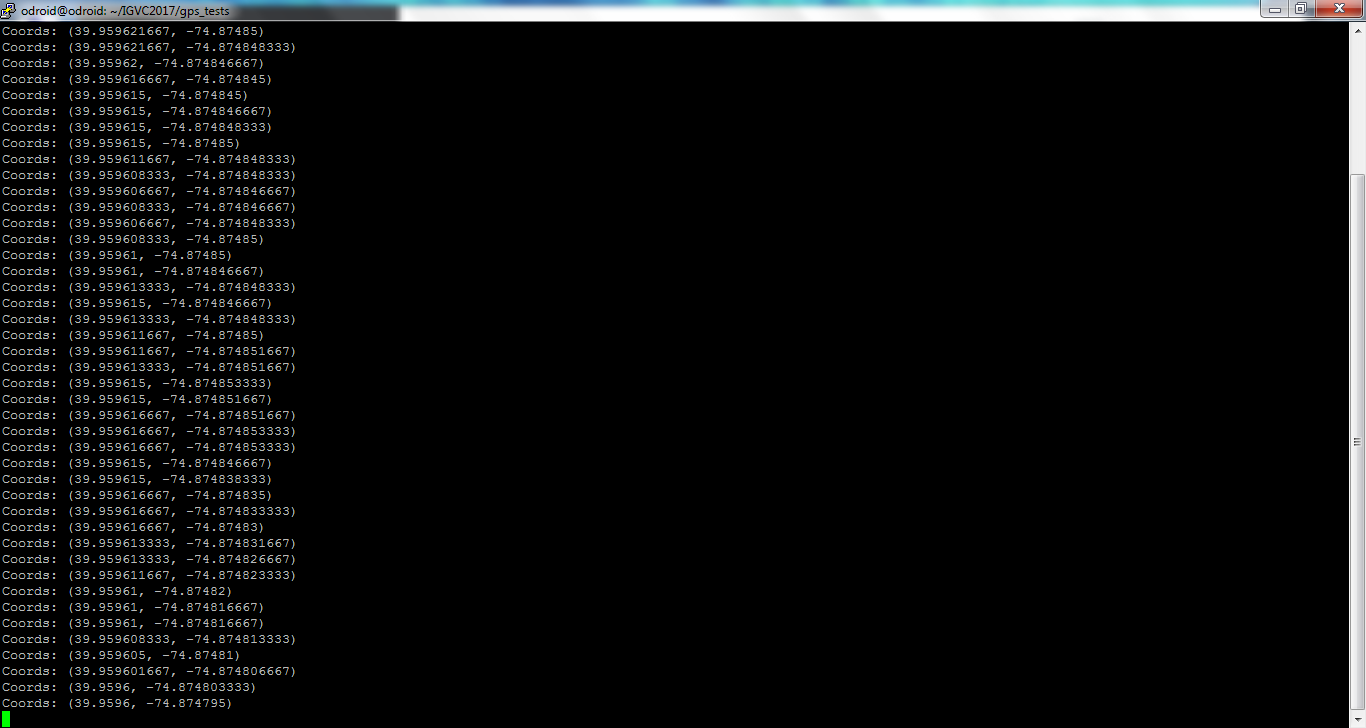 odroid@odroid: ~/IGVC2017/gps_tests
Coords: (39.959621667, -74.87485)
Coords: (39.959621667, -74.874848333)
Coords: (39.95962, -74.874846667)
Coords: (39.959616667, -74.874845)
Coords: (39.959615, -74.874845)
Coords: (39.959615, -74.874846667)
Coords: (39.959615, -74.874848333)
Coords: (39.959615, -74.87485)
Coords: (39.959611667, -74.874848333)
Coords: (39.959608333, -74.874848333)
Coords: (39.959606667, -74.874846667)
Coords: (39.959608333, -74.874846667)
Coords: (39.959606667, -74.874848333)
Coords: (39.959608333, -74.87485)
Coords: (39.95961, -74.87485)
Coords: (39.95961, -74.874846667)
Coords: (39.959613333, -74.874848333)
Coords: (39.959615, -74.874846667)
Coords: (39.959613333, -74.874848333)
Coords: (39.959611667, -74.87485)
Coords: (39.959611667, -74.874851667)
Coords: (39.959613333, -74.874851667)
Coords: (39.959615, -74.874853333)
Coords: (39.959615, -74.874851667)
Coords: (39.959616667, -74.874851667)
Coords: (39.959616667, -74.874853333)
Coords: (39.959616667, -74.874853333)
Coords: (39.959615, -74.874846667)
Coords: (39.959615, -74.874838333)
Coords: (39.959616667, -74.874835)
Coords: (39.959616667, -74.874833333)
Coords: (39.959616667, -74.87483)
Coords: (39.959613333, -74.874831667)
Coords: (39.959613333, -74.874826667)
Coords: (39.959611667, -74.874823333)
Coords: (39.95961, -74.87482)
Coords: (39.95961, -74.874816667)
Coords: (39.95961, -74.874816667)
Coords: (39.959608333, -74.874813333)
Coords: (39.959605, -74.87481)
Coords: (39.959601667, -74.874806667)
Coords: (39.9596, -74.874803333)
Coords: (39.9596, -74.874795)